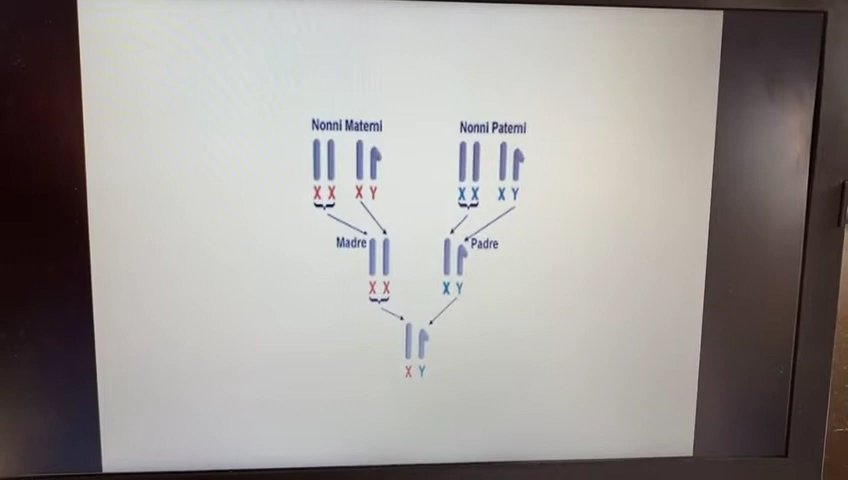 Nonni Materni Nonni Paterni
X X X Y X X X Y
Madre Padre
X X X Y
X Y